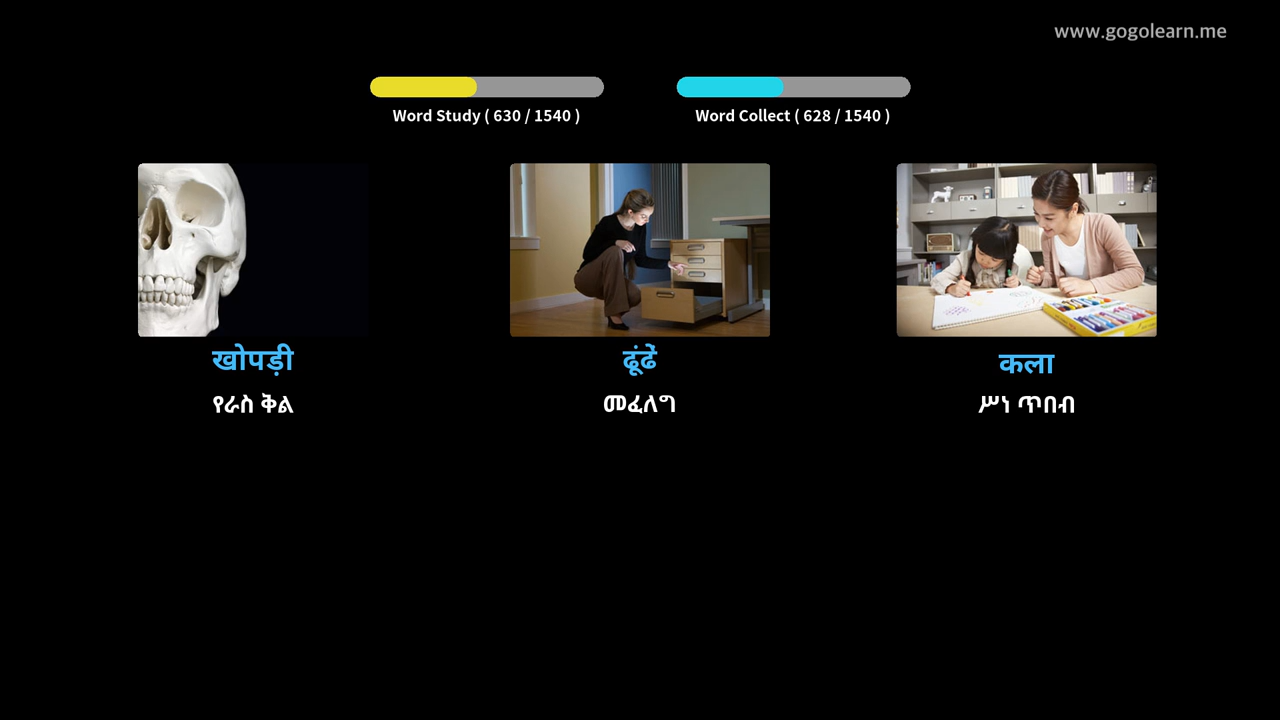 www.gogolearn.me
Word Study ( 630 / 1540 )
Word Collect ( 628 / 1540 )
खोपड़ी
ढूंढें
कला
የራስ ቅል
መፈለግ
ሥነ ጥበብ